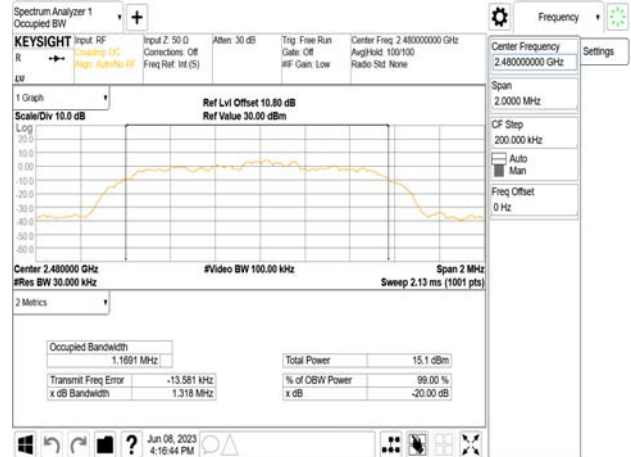 Spectrum Analyzer 1
Occupied BW
Frequency
KEYSIGHT
R
Input: RF
Coupling: DC
Align: Auto/No RF
Input Z: 50 Ω
Corrections: Off
Freq Ref: Int (S)
Atten: 30 dB
Trig: Free Run
Gate: Off
#IF Gain: Low
Center Freq: 2.480000000 GHz
Avg|Hold: 100/100
Radio Std: None
Center Frequency
2.480000000 GHz
Settings
Span
2.0000 MHz
CF Step
200.000 kHz
Auto
Man
Freq Offset
0 Hz
1 Graph
Scale/Div 10.0 dB
Ref Lvl Offset 10.80 dB
Ref Value 30.00 dBm
Log
20.0
10.0
0.00
-10.0
-20.0
-30.0
-40.0
-50.0
-60.0
Center 2.480000 GHz
#Res BW 30.000 kHz
#Video BW 100.00 kHz
Span 2 MHz
Sweep 2.13 ms (1001 pts)
2 Metrics
Occupied Bandwidth
1.1691 MHz
Transmit Freq Error -13.581 kHz
x dB Bandwidth 1.318 MHz
Total Power 15.1 dBm
% of OBW Power 99.00 %
x dB -20.00 dB
?
Jun 08, 2023
4:16:44 PM